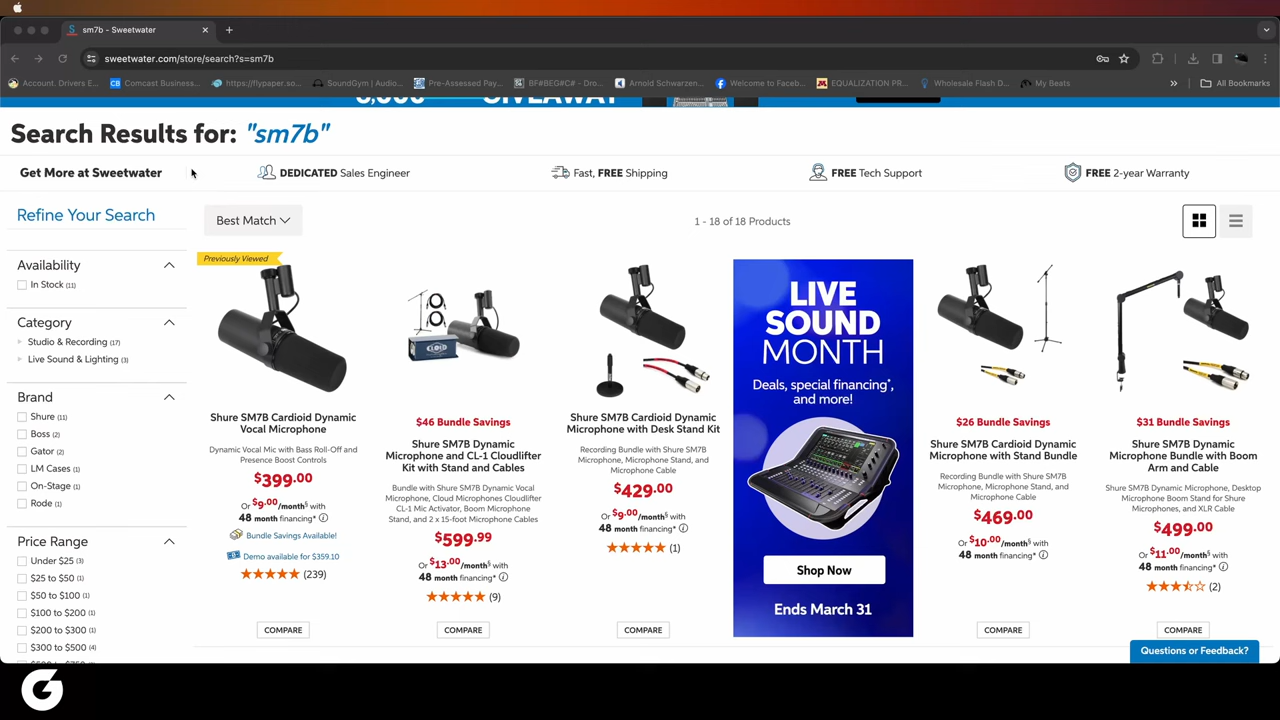 sm7b - Sweetwater
sweetwater.com/store/search?s=sm7b
Account. Drivers E...
Comcast Business...
https://flypaper.so...
SoundGym | Audio...
Pre-Assessed Pay...
BF#BEG#C# - Dro...
Arnold Schwarzen...
Welcome to Faceb...
EQUALIZATION PR...
Wholesale Flash D...
My Beats
All Bookmarks
GIVEAWAY
Search Results for: "sm7b"
Get More at Sweetwater
DEDICATED Sales Engineer
Fast, FREE Shipping
FREE Tech Support
FREE 2-year Warranty
Refine Your Search
Best Match
1 - 18 of 18 Products
Availability
In Stock (11)
Category
Studio & Recording (17)
Live Sound & Lighting (3)
Brand
Shure (11)
Boss (2)
Gator (2)
LM Cases (1)
On-Stage (1)
Rode (1)
Price Range
Under $25 (3)
$25 to $50 (1)
$50 to $100 (1)
$100 to $200 (1)
$200 to $300 (1)
$300 to $500 (4)
Previously Viewed
Shure SM7B Cardioid Dynamic
Vocal Microphone
Dynamic Vocal Mic with Bass Roll-Off and
Presence Boost Controls
$399.00
Or $9.00/month§ with
48 month financing* ⓘ
Bundle Savings Available!
Demo available for $359.10
(239)
COMPARE
$46 Bundle Savings
Shure SM7B Dynamic
Microphone and CL-1 Cloudlifter
Kit with Stand and Cables
Bundle with Shure SM7B Dynamic Vocal
Microphone, Cloud Microphones Cloudlifter
CL-1 Mic Activator, Boom Microphone
Stand, and 2 x 15-foot Microphone Cables
$599.99
Or $13.00/month§ with
48 month financing* ⓘ
(9)
COMPARE
Shure SM7B Cardioid Dynamic
Microphone with Desk Stand Kit
Recording Bundle with Shure SM7B
Microphone, Microphone Stand, and
Microphone Cable
$429.00
Or $9.00/month§ with
48 month financing* ⓘ
(1)
COMPARE
LIVE
SOUND
MONTH
Deals, special financing*,
and more!
Shop Now
Ends March 31
$26 Bundle Savings
Shure SM7B Cardioid Dynamic
Microphone with Stand Bundle
Recording Bundle with Shure SM7B
Microphone, Microphone Stand, and
Microphone Cable
$469.00
Or $10.00/month§ with
48 month financing* ⓘ
COMPARE
$31 Bundle Savings
Shure SM7B Dynamic
Microphone Bundle with Boom
Arm and Cable
Shure SM7B Dynamic Microphone, Desktop
Microphone Boom Stand for Shure
Microphones, and XLR Cable
$499.00
Or $11.00/month§ with
48 month financing* ⓘ
(2)
COMPARE
Questions or Feedback?